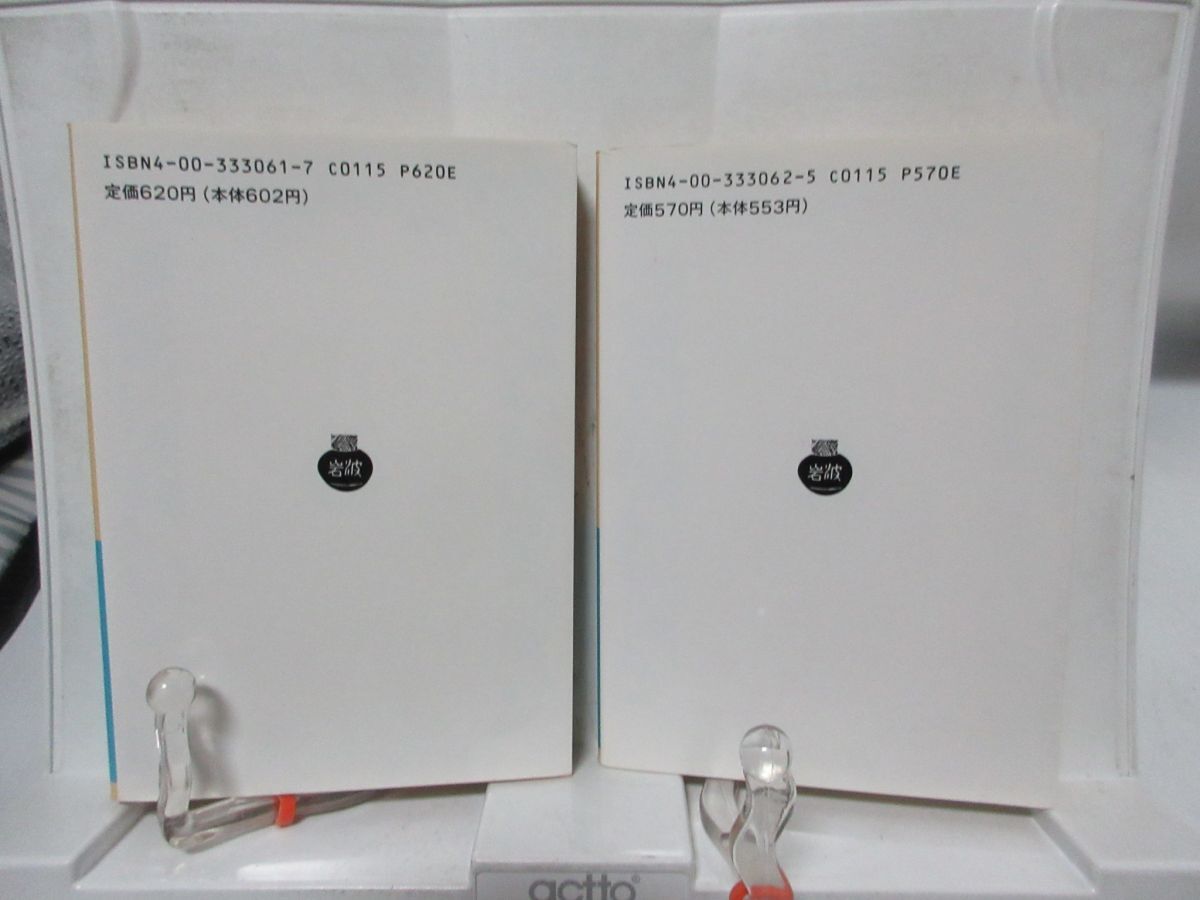 ISBN4-00-333061-7 C0115 P620E
定価620円(本体602円)
岩波
ISBN4-00-333062-5 C0115 P570E
定価570円(本体553円)
岩波
actto®